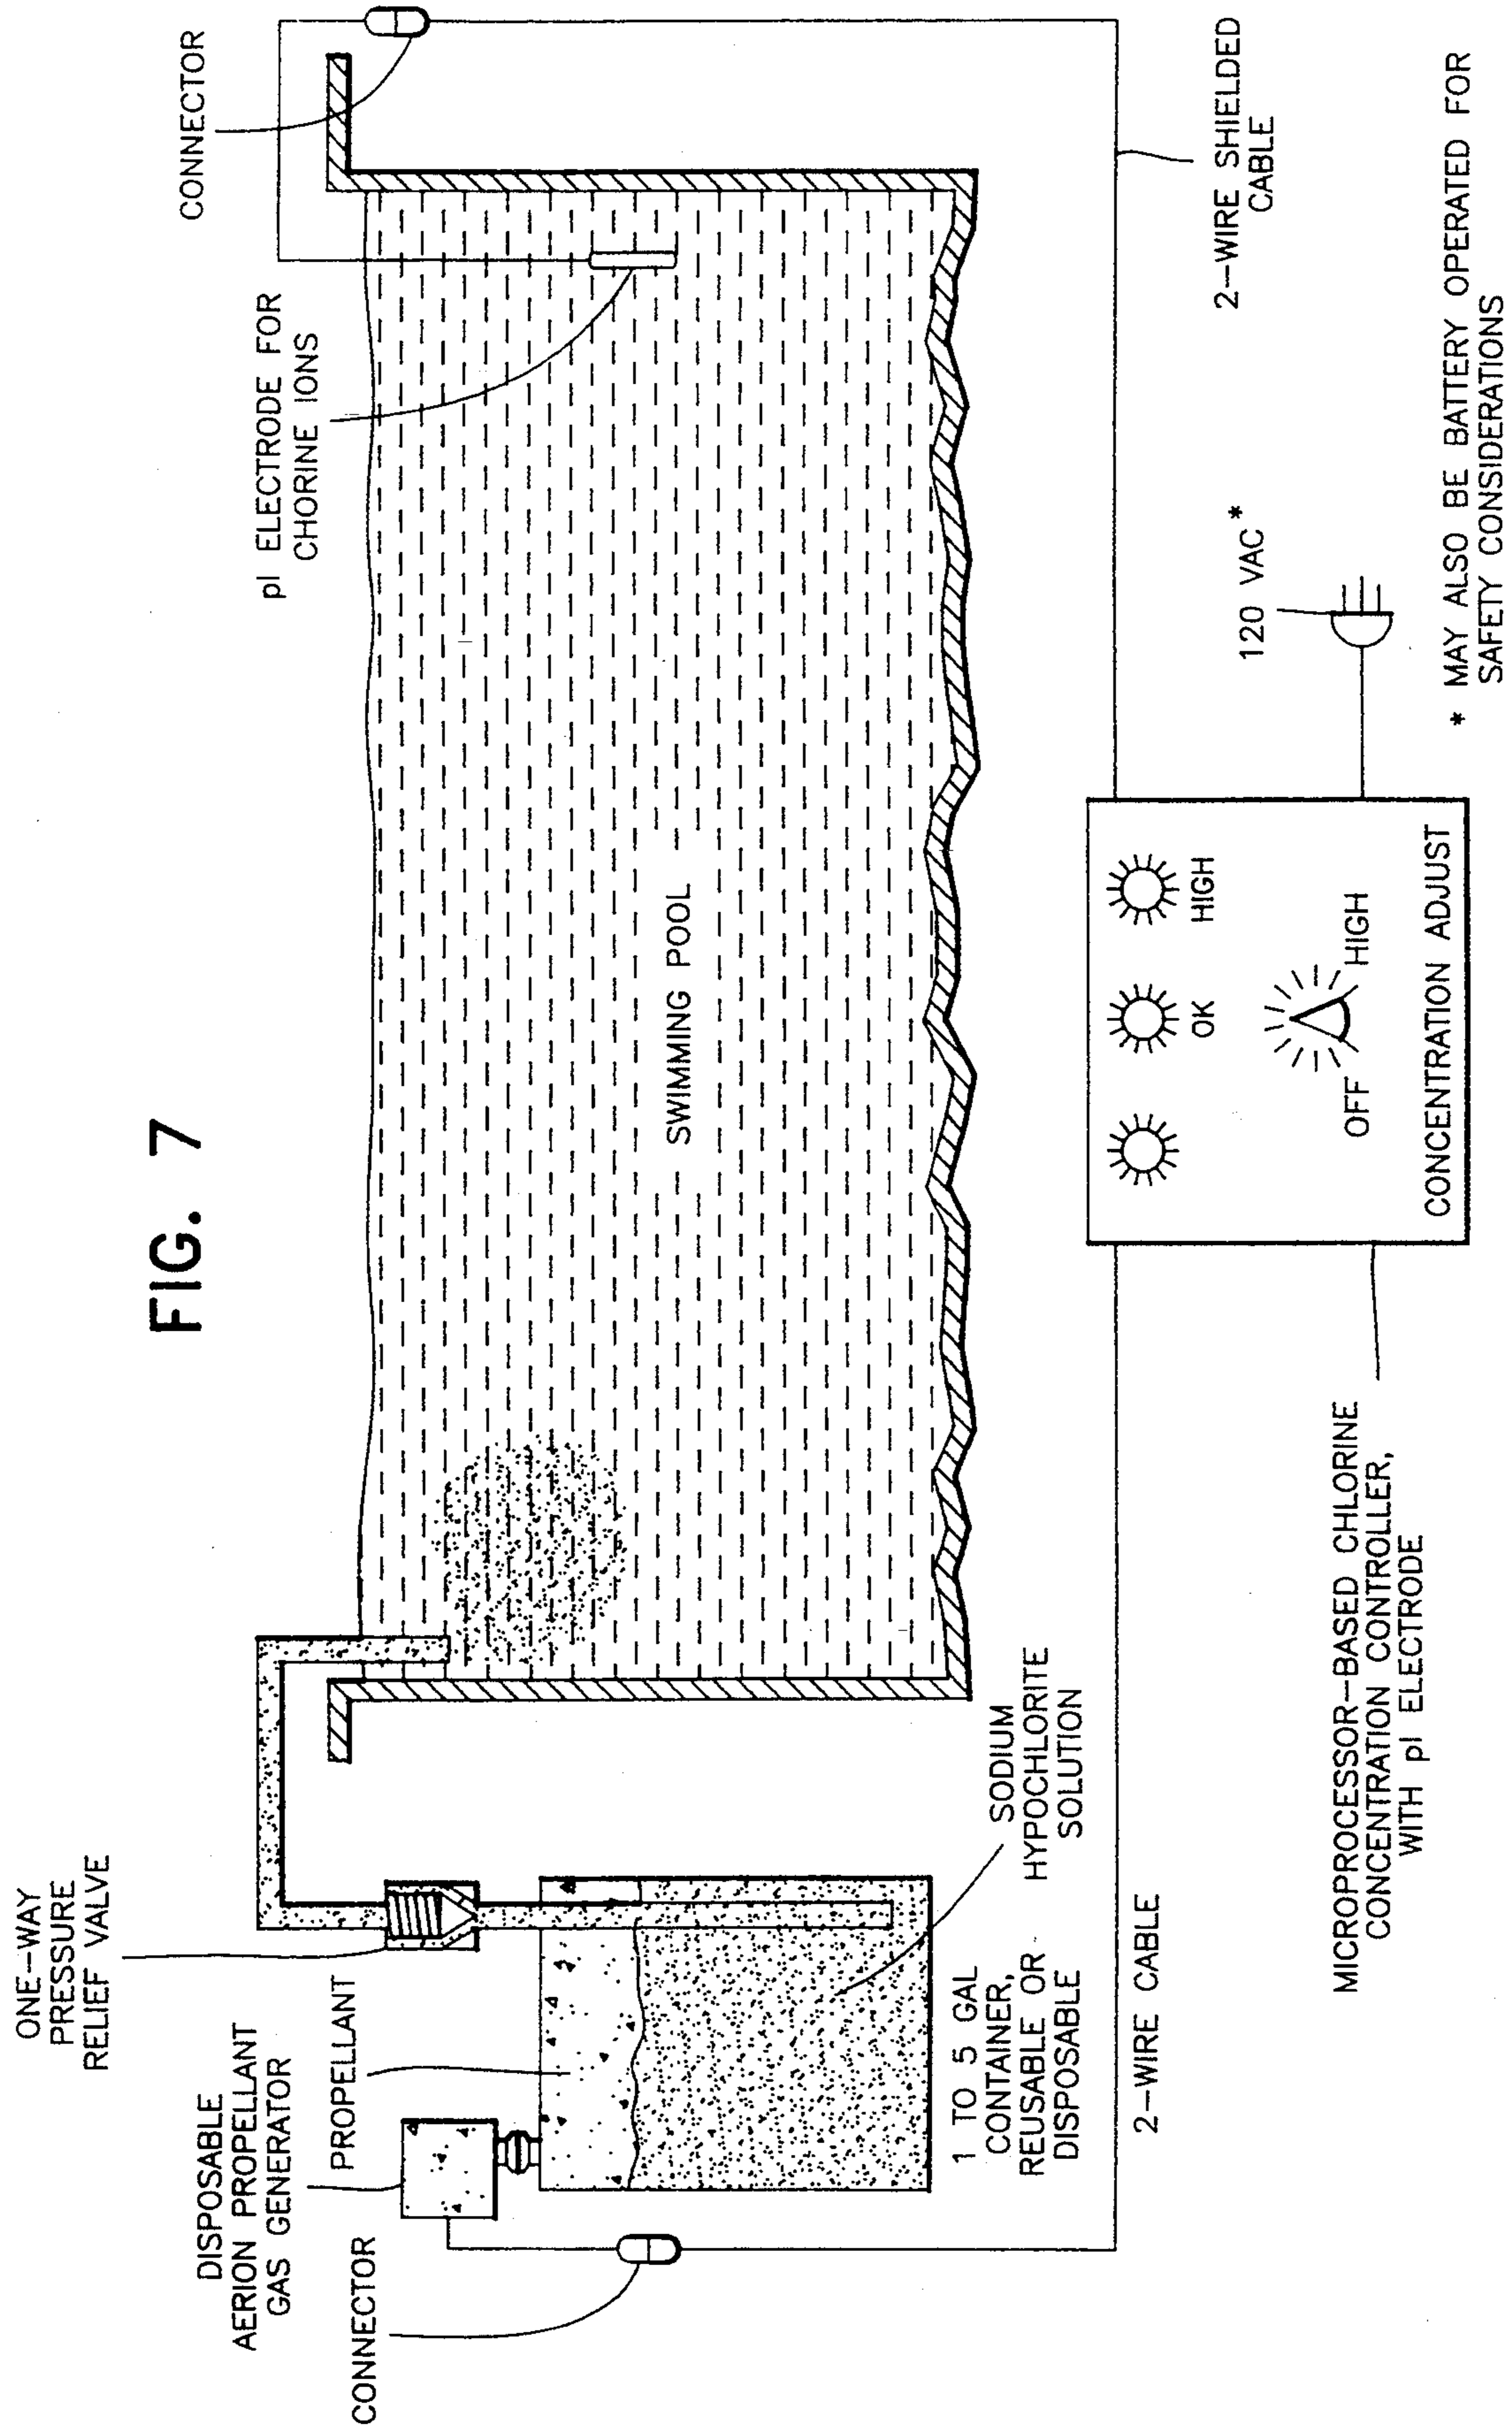 FIG. 7
ONE-WAY
PRESSURE
RELIEF VALVE
DISPOSABLE
AERION PROPELLANT
GAS GENERATOR
PROPELLANT
CONNECTOR
pI ELECTRODE FOR
CHORINE IONS
CONNECTOR
SWIMMING POOL
SODIUM
HYPOCHLORITE
SOLUTION
1 TO 5 GAL
CONTAINER,
REUSABLE OR
DISPOSABLE
2-WIRE CABLE
2-WIRE SHIELDED
CABLE
OK
HIGH
OFF
HIGH
CONCENTRATION ADJUST
120 VAC*
MICROPROCESSOR-BASED CHLORINE
CONCENTRATION CONTROLLER,
WITH pI ELECTRODE
* MAY ALSO BE BATTERY OPERATED FOR
SAFETY CONSIDERATIONS